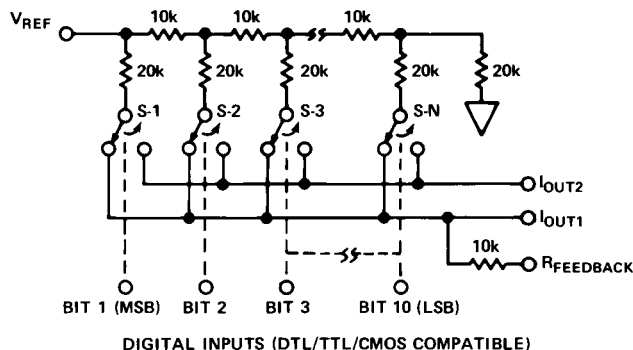 10k 10k 10k
VREF
20k 20k 20k 20k 20k
S-1 S-2 S-3 S-N
IOUT2
IOUT1
10k
RFEEDBACK
BIT 1 (MSB) BIT 2 BIT 3 BIT 10 (LSB)
DIGITAL INPUTS (DTL/TTL/CMOS COMPATIBLE)